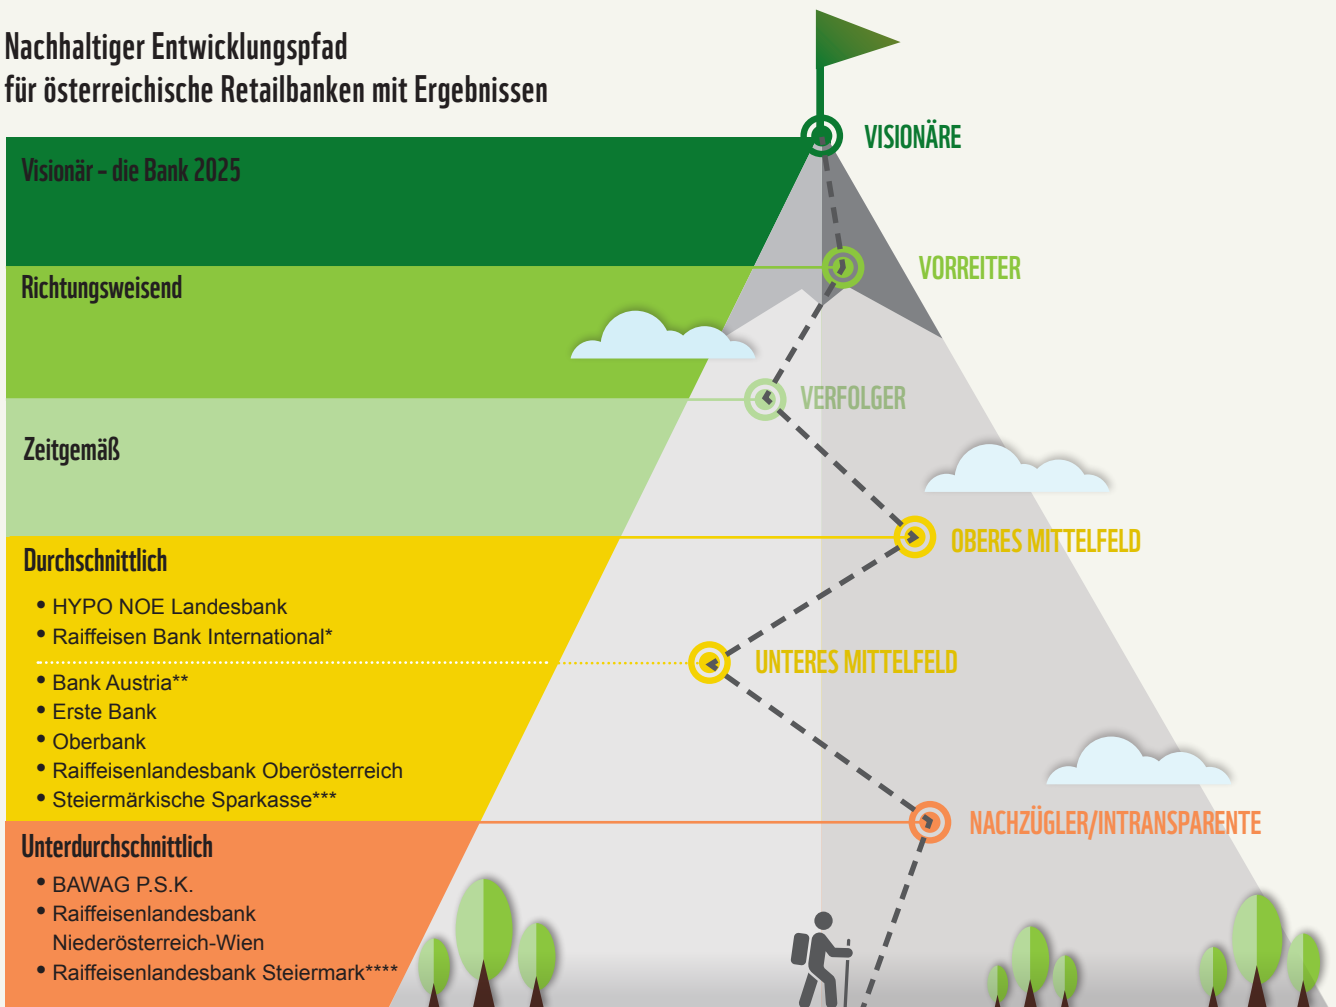 Nachhaltiger Entwicklungspfad
für österreichische Retailbanken mit Ergebnissen
VISIONÄRE
Visionär – die Bank 2025
VORREITER
Richtungsweisend
VERFOLGER
Zeitgemäß
OBERES MITTELFELD
Durchschnittlich
• HYPO NOE Landesbank
• Raiffeisen Bank International*
UNTERES MITTELFELD
• Bank Austria**
• Erste Bank
• Oberbank
• Raiffeisenlandesbank Oberösterreich
• Steiermärkische Sparkasse***
NACHZÜGLER/INTRANSPARENTE
Unterdurchschnittlich
• BAWAG P.S.K.
• Raiffeisenlandesbank
Niederösterreich-Wien
• Raiffeisenlandesbank Steiermark****